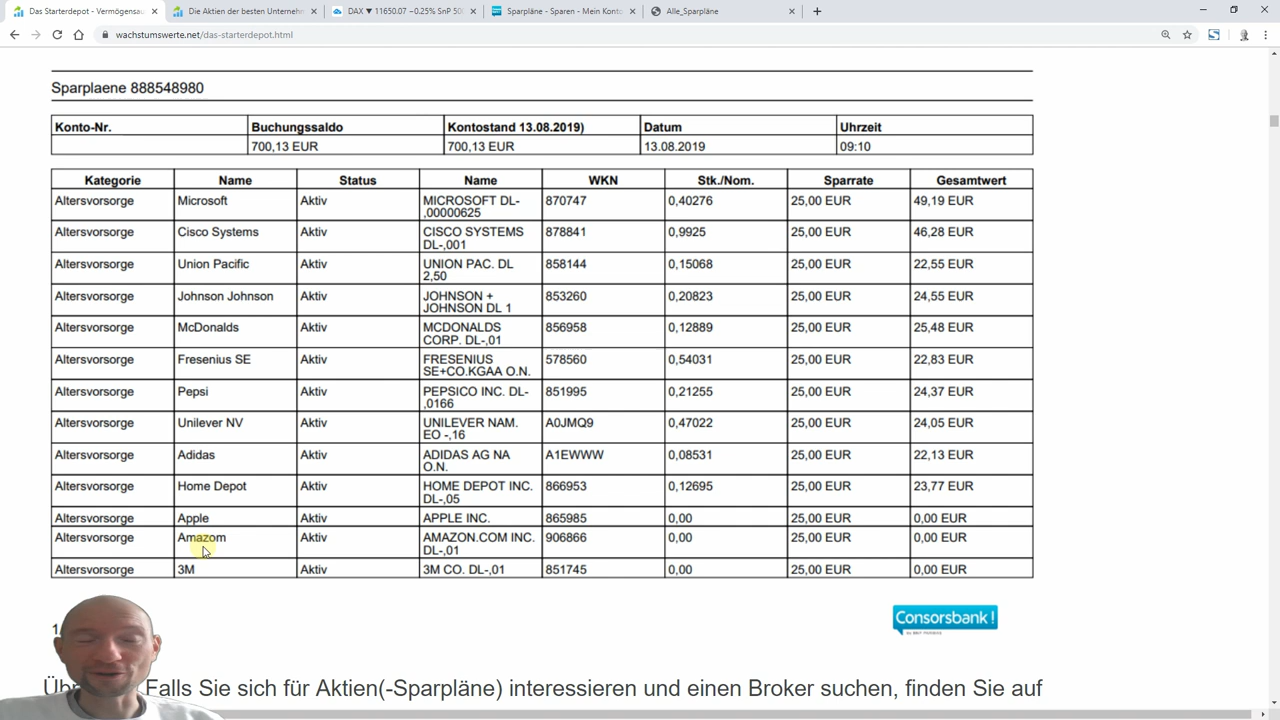 Das Starterdepot - Vermögensau
Die Aktien der besten Unternehm
DAX ▼ 11650.07 −0.25% SnP 500
Sparpläne - Sparen - Mein Konto
Alle_Sparpläne
wachstumswerte.net/das-starterdepot.html
Sparplaene 888548980
Konto-Nr. Buchungssaldo Kontostand 13.08.2019) Datum Uhrzeit
700,13 EUR 700,13 EUR 13.08.2019 09:10
Kategorie Name Status Name WKN Stk./Nom. Sparrate Gesamtwert
Altersvorsorge Microsoft Aktiv MICROSOFT DL- 870747 0,40276 25,00 EUR 49,19 EUR
,00000625
Altersvorsorge Cisco Systems Aktiv CISCO SYSTEMS 878841 0,9925 25,00 EUR 46,28 EUR
DL-,001
Altersvorsorge Union Pacific Aktiv UNION PAC. DL 858144 0,15068 25,00 EUR 22,55 EUR
2,50
Altersvorsorge Johnson Johnson Aktiv JOHNSON + 853260 0,20823 25,00 EUR 24,55 EUR
JOHNSON DL 1
Altersvorsorge McDonalds Aktiv MCDONALDS 856958 0,12889 25,00 EUR 25,48 EUR
CORP. DL-,01
Altersvorsorge Fresenius SE Aktiv FRESENIUS 578560 0,54031 25,00 EUR 22,83 EUR
SE+CO.KGAA O.N.
Altersvorsorge Pepsi Aktiv PEPSICO INC. DL- 851995 0,21255 25,00 EUR 24,37 EUR
,0166
Altersvorsorge Unilever NV Aktiv UNILEVER NAM. A0JMQ9 0,47022 25,00 EUR 24,05 EUR
EO -,16
Altersvorsorge Adidas Aktiv ADIDAS AG NA A1EWWW 0,08531 25,00 EUR 22,13 EUR
O.N.
Altersvorsorge Home Depot Aktiv HOME DEPOT INC. 866953 0,12695 25,00 EUR 23,77 EUR
DL-,05
Altersvorsorge Apple Aktiv APPLE INC. 865985 0,00 25,00 EUR 0,00 EUR
Altersvorsorge Amazom Aktiv AMAZON.COM INC. 906866 0,00 25,00 EUR 0,00 EUR
DL-,01
Altersvorsorge 3M Aktiv 3M CO. DL-,01 851745 0,00 25,00 EUR 0,00 EUR
Consorsbank!
Falls Sie sich für Aktien(-Sparpläne) interessieren und einen Broker suchen, finden Sie auf